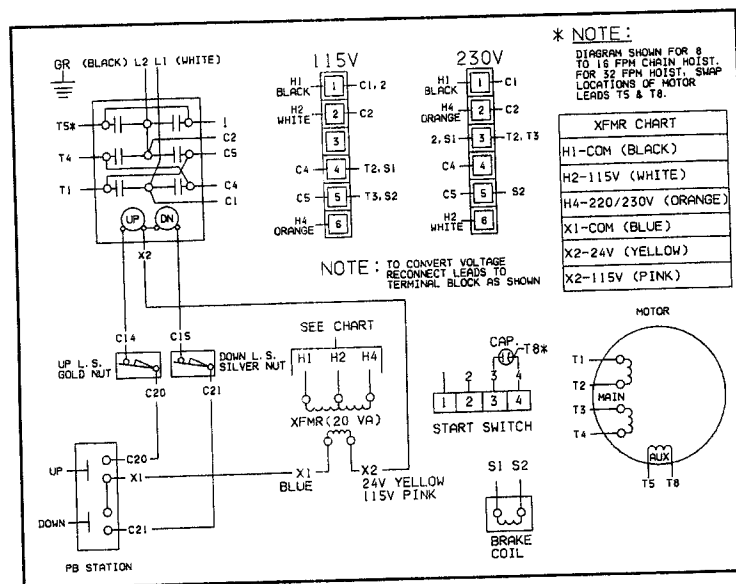 * NOTE:
DIAGRAM SHOWN FOR 8
TO 16 FPM CHAIN HOIST.
FOR 32 FPM HOIST, SWAP
LOCATIONS OF MOTOR
LEADS T5 & T8.
GR (BLACK) L2 L1 (WHITE)
T5*
T4
T1
1
C2
C5
C4
C1
UP
DN
X2
115V
H1
BLACK
1
C1,2
H2
WHITE
2
C2
3
C4
4
T2,S1
C5
5
T3,S2
H4
ORANGE
6
230V
H1
BLACK
1
C1
H4
ORANGE
2
C2
2,S1
3
T2,T3
C4
4
C5
5
S2
H2
WHITE
6
XFMR CHART
H1-COM (BLACK)
H2-115V (WHITE)
H4-220/230V (ORANGE)
X1-COM (BLUE)
X2-24V (YELLOW)
X2-115V (PINK)
NOTE: TO CONVERT VOLTAGE
RECONNECT LEADS TO
TERMINAL BLOCK AS SHOWN
C14
C15
UP L.S.
GOLD NUT
DOWN L.S.
SILVER NUT
C20
C21
SEE CHART
H1 H2 H4
XFMR(20 VA)
X1
BLUE
X2
24V YELLOW
115V PINK
UP
DOWN
C20
X1
C21
PB STATION
CAP.
T8*
1 2 3 4
1 2 3 4
START SWITCH
S1 S2
BRAKE
COIL
MOTOR
T1
T2
MAIN
T3
T4
AUX
T5 T8